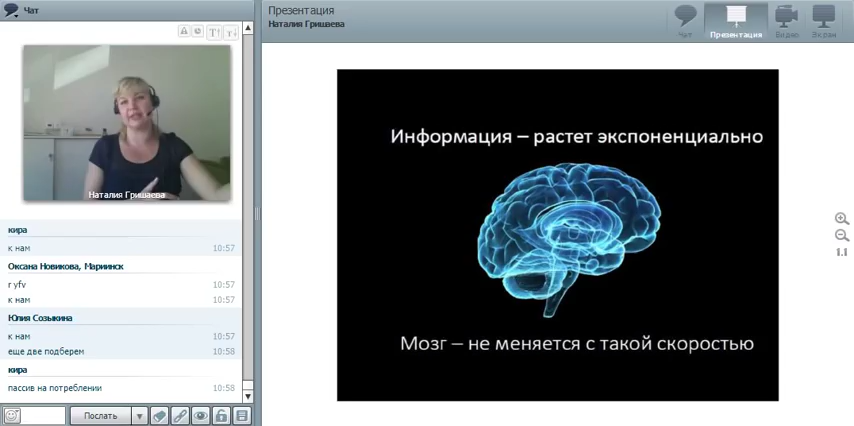 Чат
Наталия Гришаева
кира
к нам 10:57
Оксана Новикова, Мариинск
r yfv 10:57
к нам 10:57
Юлия Созыкина
к нам 10:57
еще две подберем 10:58
кира
пассив на потреблении 10:58
Послать
Презентация
Наталия Гришаева
Чат
Презентация
Видео
Экран
Информация – растет экспоненциально
Мозг – не меняется с такой скоростью
1.1